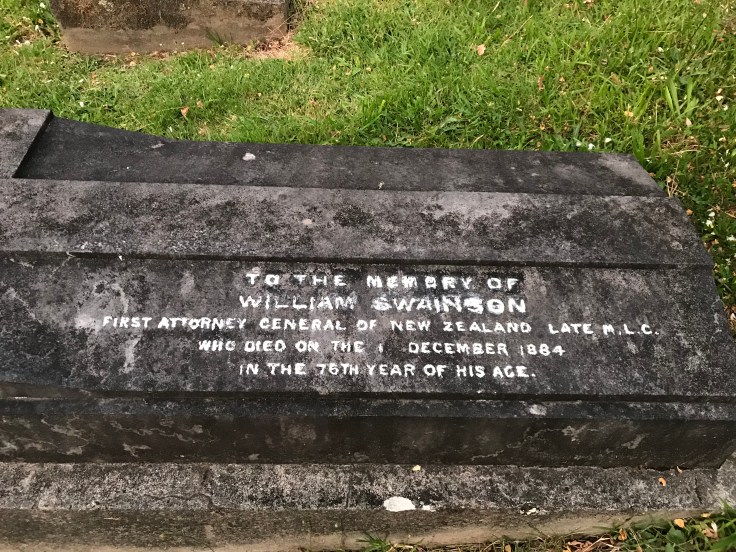 TO THE MEMORY OF
WILLIAM SWAINSON
FIRST ATTORNEY GENERAL OF NEW ZEALAND LATE M.L.C.
WHO DIED ON THE 1 DECEMBER 1884
IN THE 76TH YEAR OF HIS AGE.